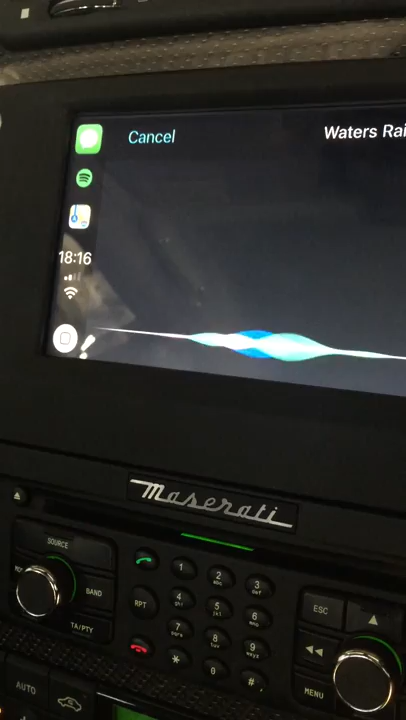 Cancel
Waters Rai
18:16
Maserati
SOURCE
BAND
TA/PTY
RPT
1
2 abc
3 def
4 ghi
5 jkl
6 mno
7 pqrs
8 tuv
9 wxyz
*
0
#
ESC
MENU
AUTO